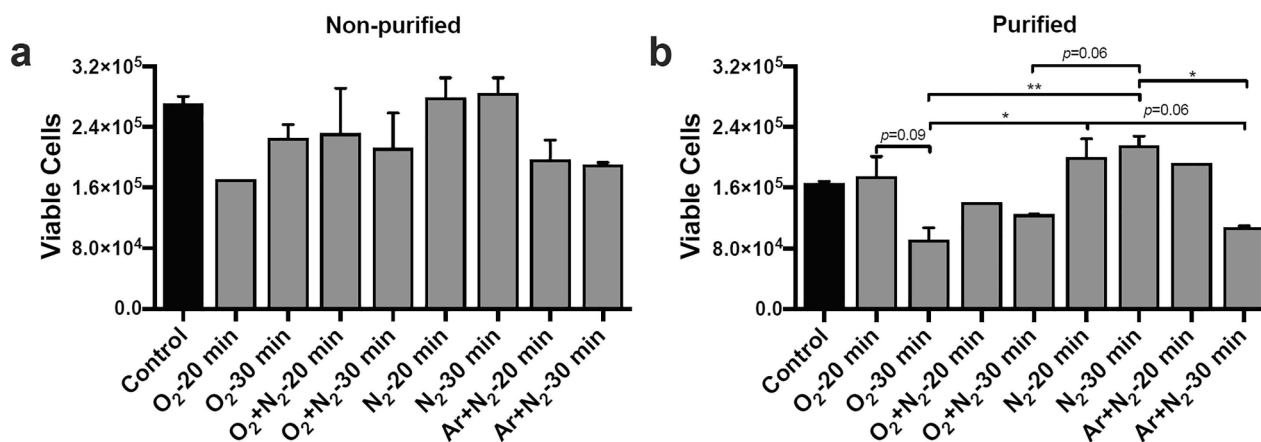 Non-purified
a
Viable Cells
3.2×10⁵
2.4×10⁵
1.6×10⁵
8.0×10⁴
0.0
Control
O₂-20 min
O₂-30 min
O₂+N₂-20 min
O₂+N₂-30 min
N₂-20 min
N₂-30 min
Ar+N₂-20 min
Ar+N₂-30 min
Purified
b
Viable Cells
3.2×10⁵
2.4×10⁵
1.6×10⁵
8.0×10⁴
0.0
p=0.06
*
**
*
p=0.06
p=0.09
Control
O₂-20 min
O₂-30 min
O₂+N₂-20 min
O₂+N₂-30 min
N₂-20 min
N₂-30 min
Ar+N₂-20 min
Ar+N₂-30 min